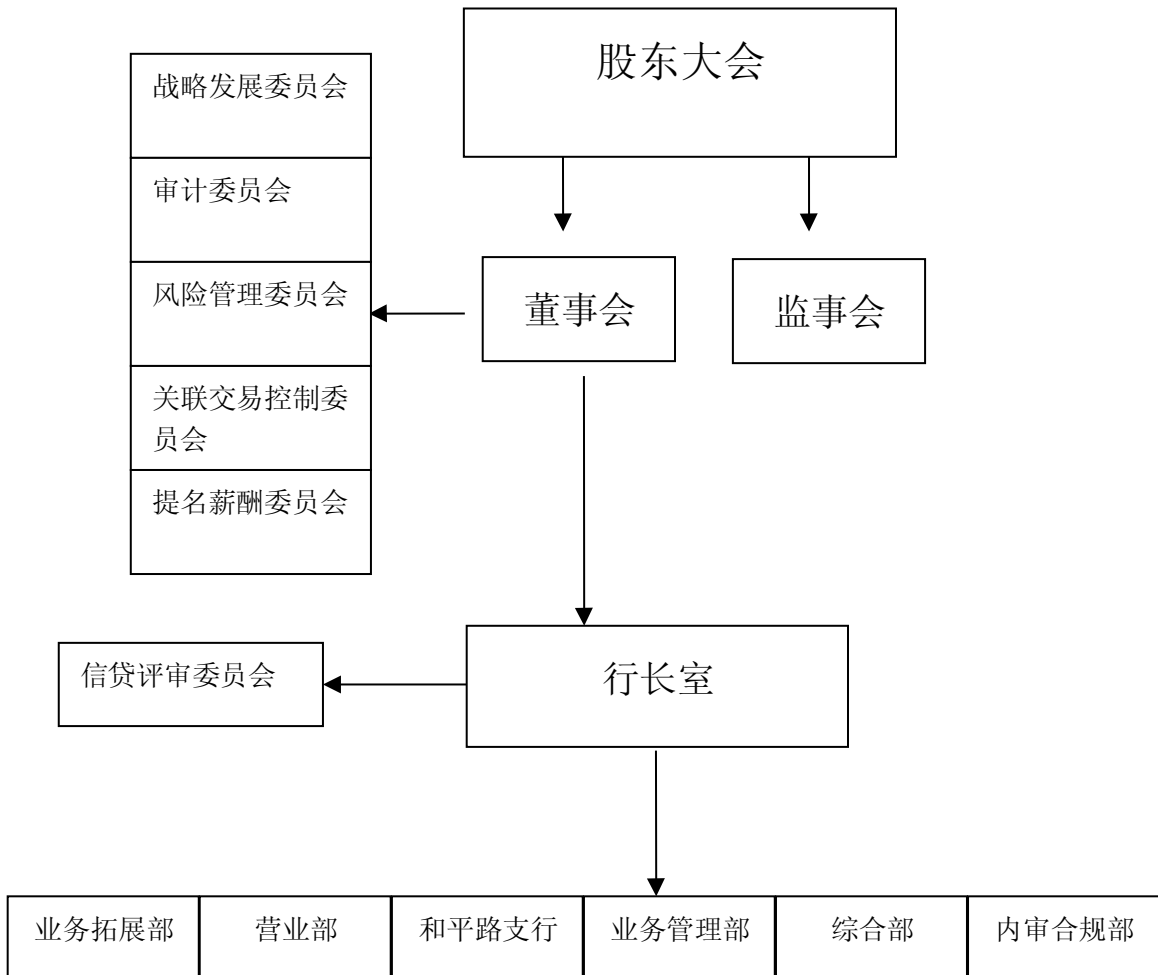 股东大会
战略发展委员会
审计委员会
风险管理委员会
董事会
监事会
关联交易控制委
员会
提名薪酬委员会
信贷评审委员会
行长室
业务拓展部
营业部
和平路支行
业务管理部
综合部
内审合规部